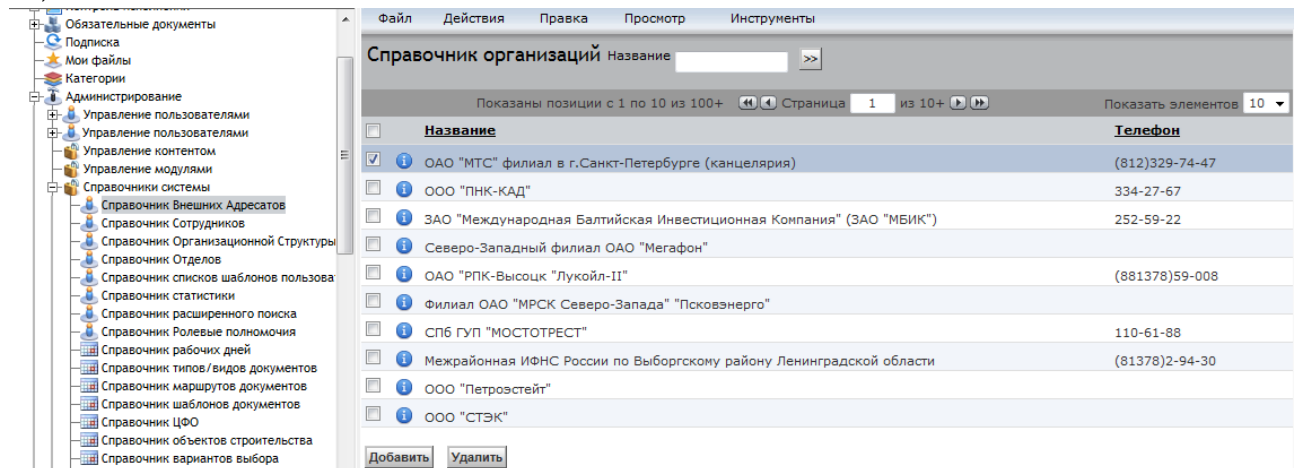 Обязательные документы
Подписка
Мои файлы
Категории
Администрирование
Управление пользователями
Управление пользователями
Управление контентом
Управление модулями
Справочники системы
Справочник Внешних Адресатов
Справочник Сотрудников
Справочник Организационной Структуры
Справочник Отделов
Справочник списков шаблонов пользова
Справочник статистики
Справочник расширенного поиска
Справочник Ролевые полномочия
Справочник рабочих дней
Справочник типов/видов документов
Справочник маршрутов документов
Справочник шаблонов документов
Справочник ЦФО
Справочник объектов строительства
Справочник вариантов выбора
Файл Действия Правка Просмотр Инструменты
Справочник организаций Название >>
Показаны позиции с 1 по 10 из 100+ Страница 1 из 10+ Показать элементов 10
Название Телефон
ОАО "МТС" филиал в г.Санкт-Петербурге (канцелярия) (812)329-74-47
ООО "ПНК-КАД" 334-27-67
ЗАО "Международная Балтийская Инвестиционная Компания" (ЗАО "МБИК") 252-59-22
Северо-Западный филиал ОАО "Мегафон"
ОАО "РПК-Высоцк "Лукойл-II" (881378)59-008
Филиал ОАО "МРСК Северо-Запада" "Псковэнерго"
СПб ГУП "МОСТОТРЕСТ" 110-61-88
Межрайонная ИФНС России по Выборгскому району Ленинградской области (81378)2-94-30
ООО "Петроэстейт"
ООО "СТЭК"
Добавить Удалить